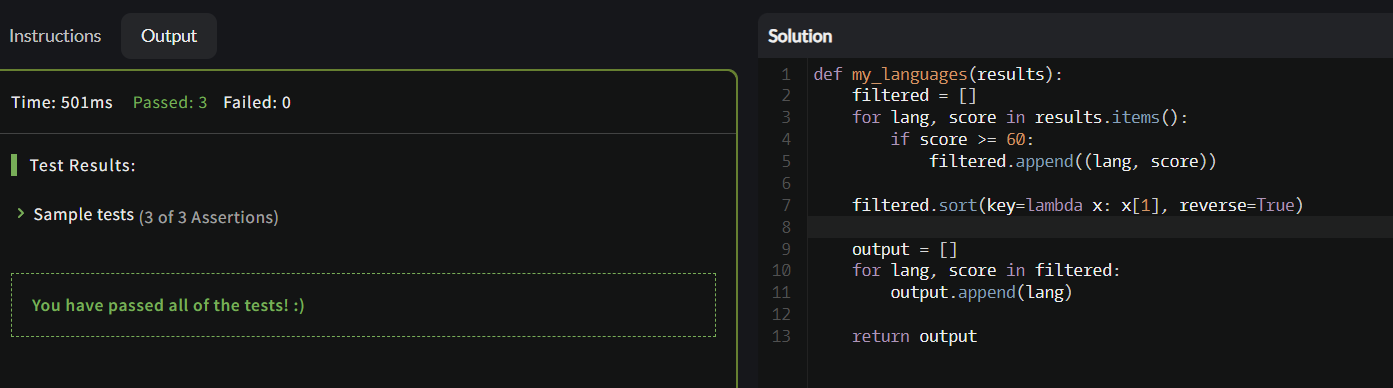 Instructions
Output
Time: 501ms Passed: 3 Failed: 0
Test Results:
Sample tests (3 of 3 Assertions)
You have passed all of the tests! :)
Solution
1 def my_languages(results):
2     filtered = []
3     for lang, score in results.items():
4         if score >= 60:
5             filtered.append((lang, score))
6
7     filtered.sort(key=lambda x: x[1], reverse=True)
8
9     output = []
10     for lang, score in filtered:
11         output.append(lang)
12
13     return output